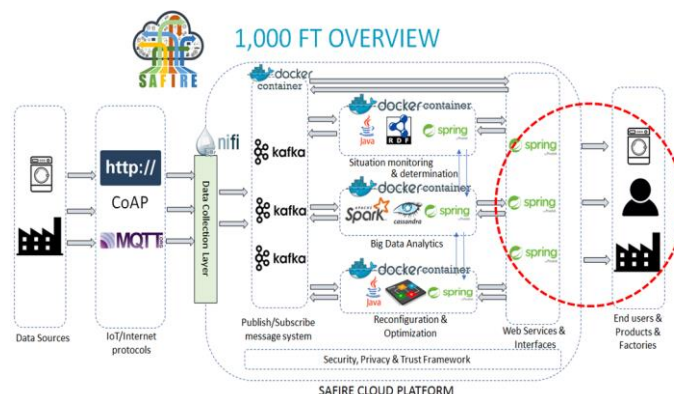 SAFIRE
1,000 FT OVERVIEW
docker
container
docker container
Java
RDF
spring
Situation monitoring
& determination
http://
CoAP
MQTT
nifi
Data Collection Layer
kafka
kafka
kafka
docker container
APACHE
Spark
cassandra
spring
Big Data Analytics
docker container
Java
spring
Reconfiguration &
Optimization
spring
spring
spring
Data Sources
IoT/Internet
protocols
Publish/Subscribe
message system
Web Services &
Interfaces
End users &
Products &
Factories
Security, Privacy & Trust Framework
SAFIRE CLOUD PLATFORM